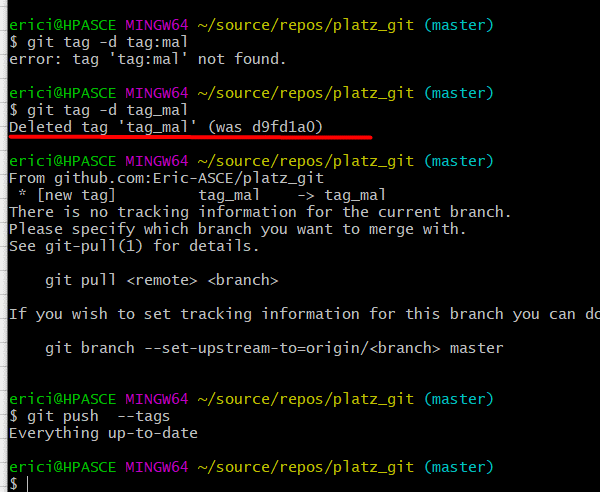 erici@HPASCE MINGW64 ~/source/repos/platz_git (master)
$ git tag -d tag:mal
error: tag 'tag:mal' not found.
erici@HPASCE MINGW64 ~/source/repos/platz_git (master)
$ git tag -d tag_mal
Deleted tag 'tag_mal' (was d9fd1a0)
erici@HPASCE MINGW64 ~/source/repos/platz_git (master)
From github.com:Eric-ASCE/platz_git
 * [new tag]         tag_mal    -> tag_mal
There is no tracking information for the current branch.
Please specify which branch you want to merge with.
See git-pull(1) for details.
    git pull <remote> <branch>
If you wish to set tracking information for this branch you can do
    git branch --set-upstream-to=origin/<branch> master
erici@HPASCE MINGW64 ~/source/repos/platz_git (master)
$ git push  --tags
Everything up-to-date
erici@HPASCE MINGW64 ~/source/repos/platz_git (master)
$